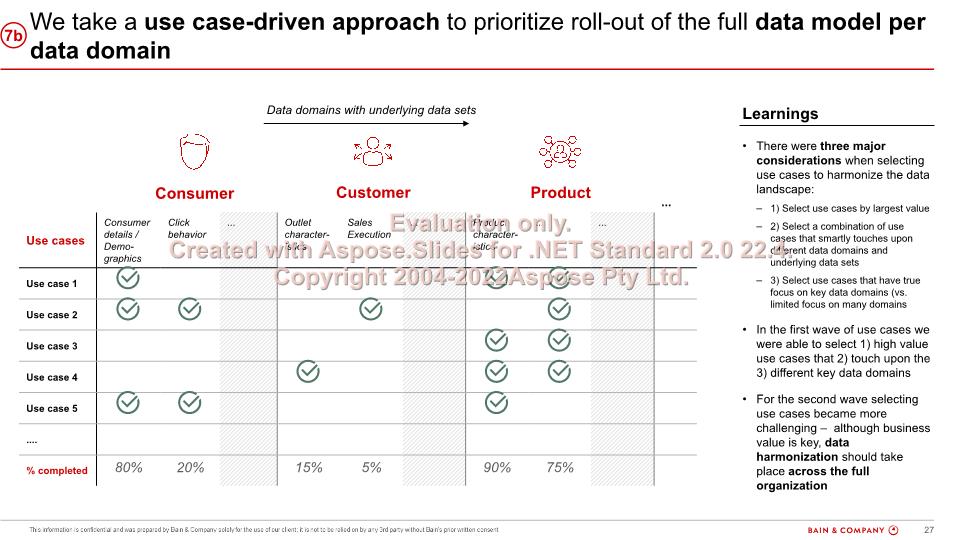 7b
We take a use case-driven approach to prioritize roll-out of the full data model per
data domain
Data domains with underlying data sets
Consumer
Customer
Product
...
Use cases
Consumer
details /
Demo-
graphics
Click
behavior
...
Outlet
character-
istics
Sales
Execution
Product
character-
istics
...
Evaluation only.
Created with Aspose.Slides for .NET Standard 2.0 22.4.
Copyright 2004-2022Aspose Pty Ltd.
Use case 1
Use case 2
Use case 3
Use case 4
Use case 5
....
% completed
80%
20%
15%
5%
90%
75%
Learnings
• There were three major
considerations when selecting
use cases to harmonize the data
landscape:
– 1) Select use cases by largest value
– 2) Select a combination of use
cases that smartly touches upon
different data domains and
underlying data sets
– 3) Select use cases that have true
focus on key data domains (vs.
limited focus on many domains
• In the first wave of use cases we
were able to select 1) high value
use cases that 2) touch upon the
3) different key data domains
• For the second wave selecting
use cases became more
challenging – although business
value is key, data
harmonization should take
place across the full
organization
This information is confidential and was prepared by Bain & Company solely for the use of our client; it is not to be relied on by any 3rd party without Bain's prior written consent
BAIN & COMPANY
27